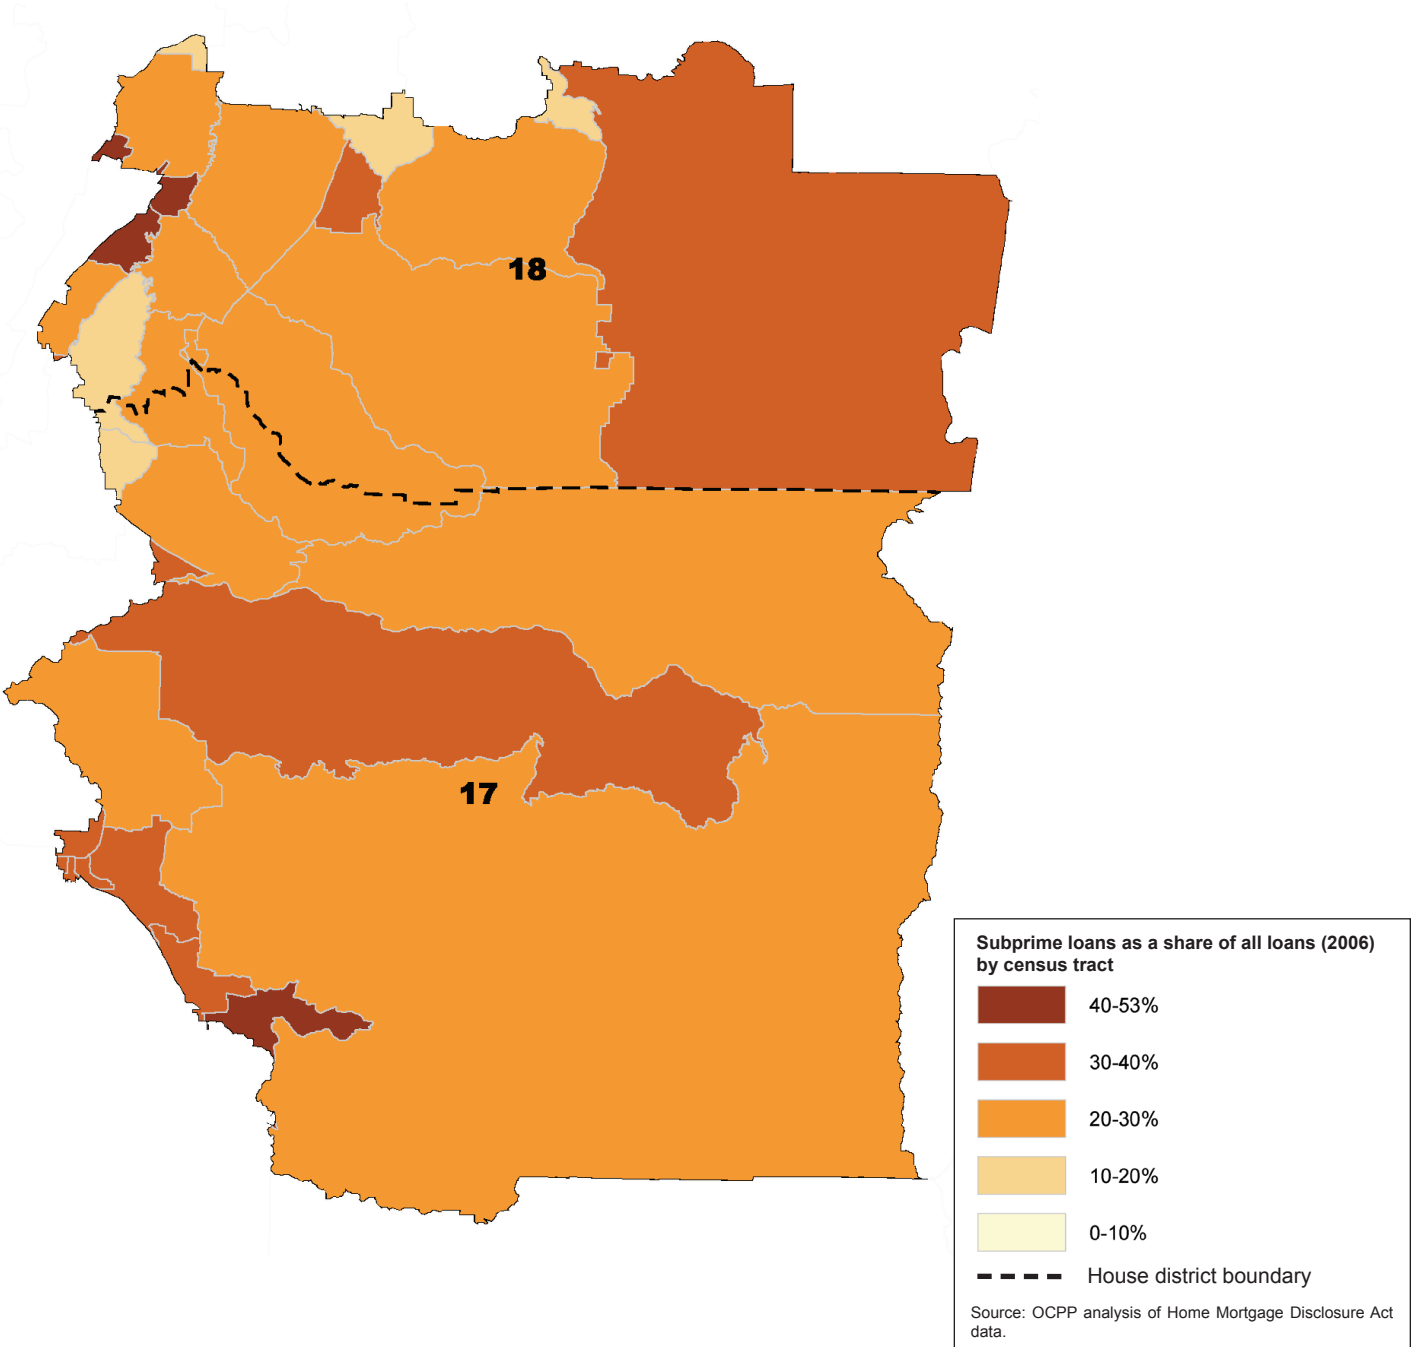 18
17
Subprime loans as a share of all loans (2006)
by census tract
40-53%
30-40%
20-30%
10-20%
0-10%
House district boundary
Source: OCPP analysis of Home Mortgage Disclosure Act
data.